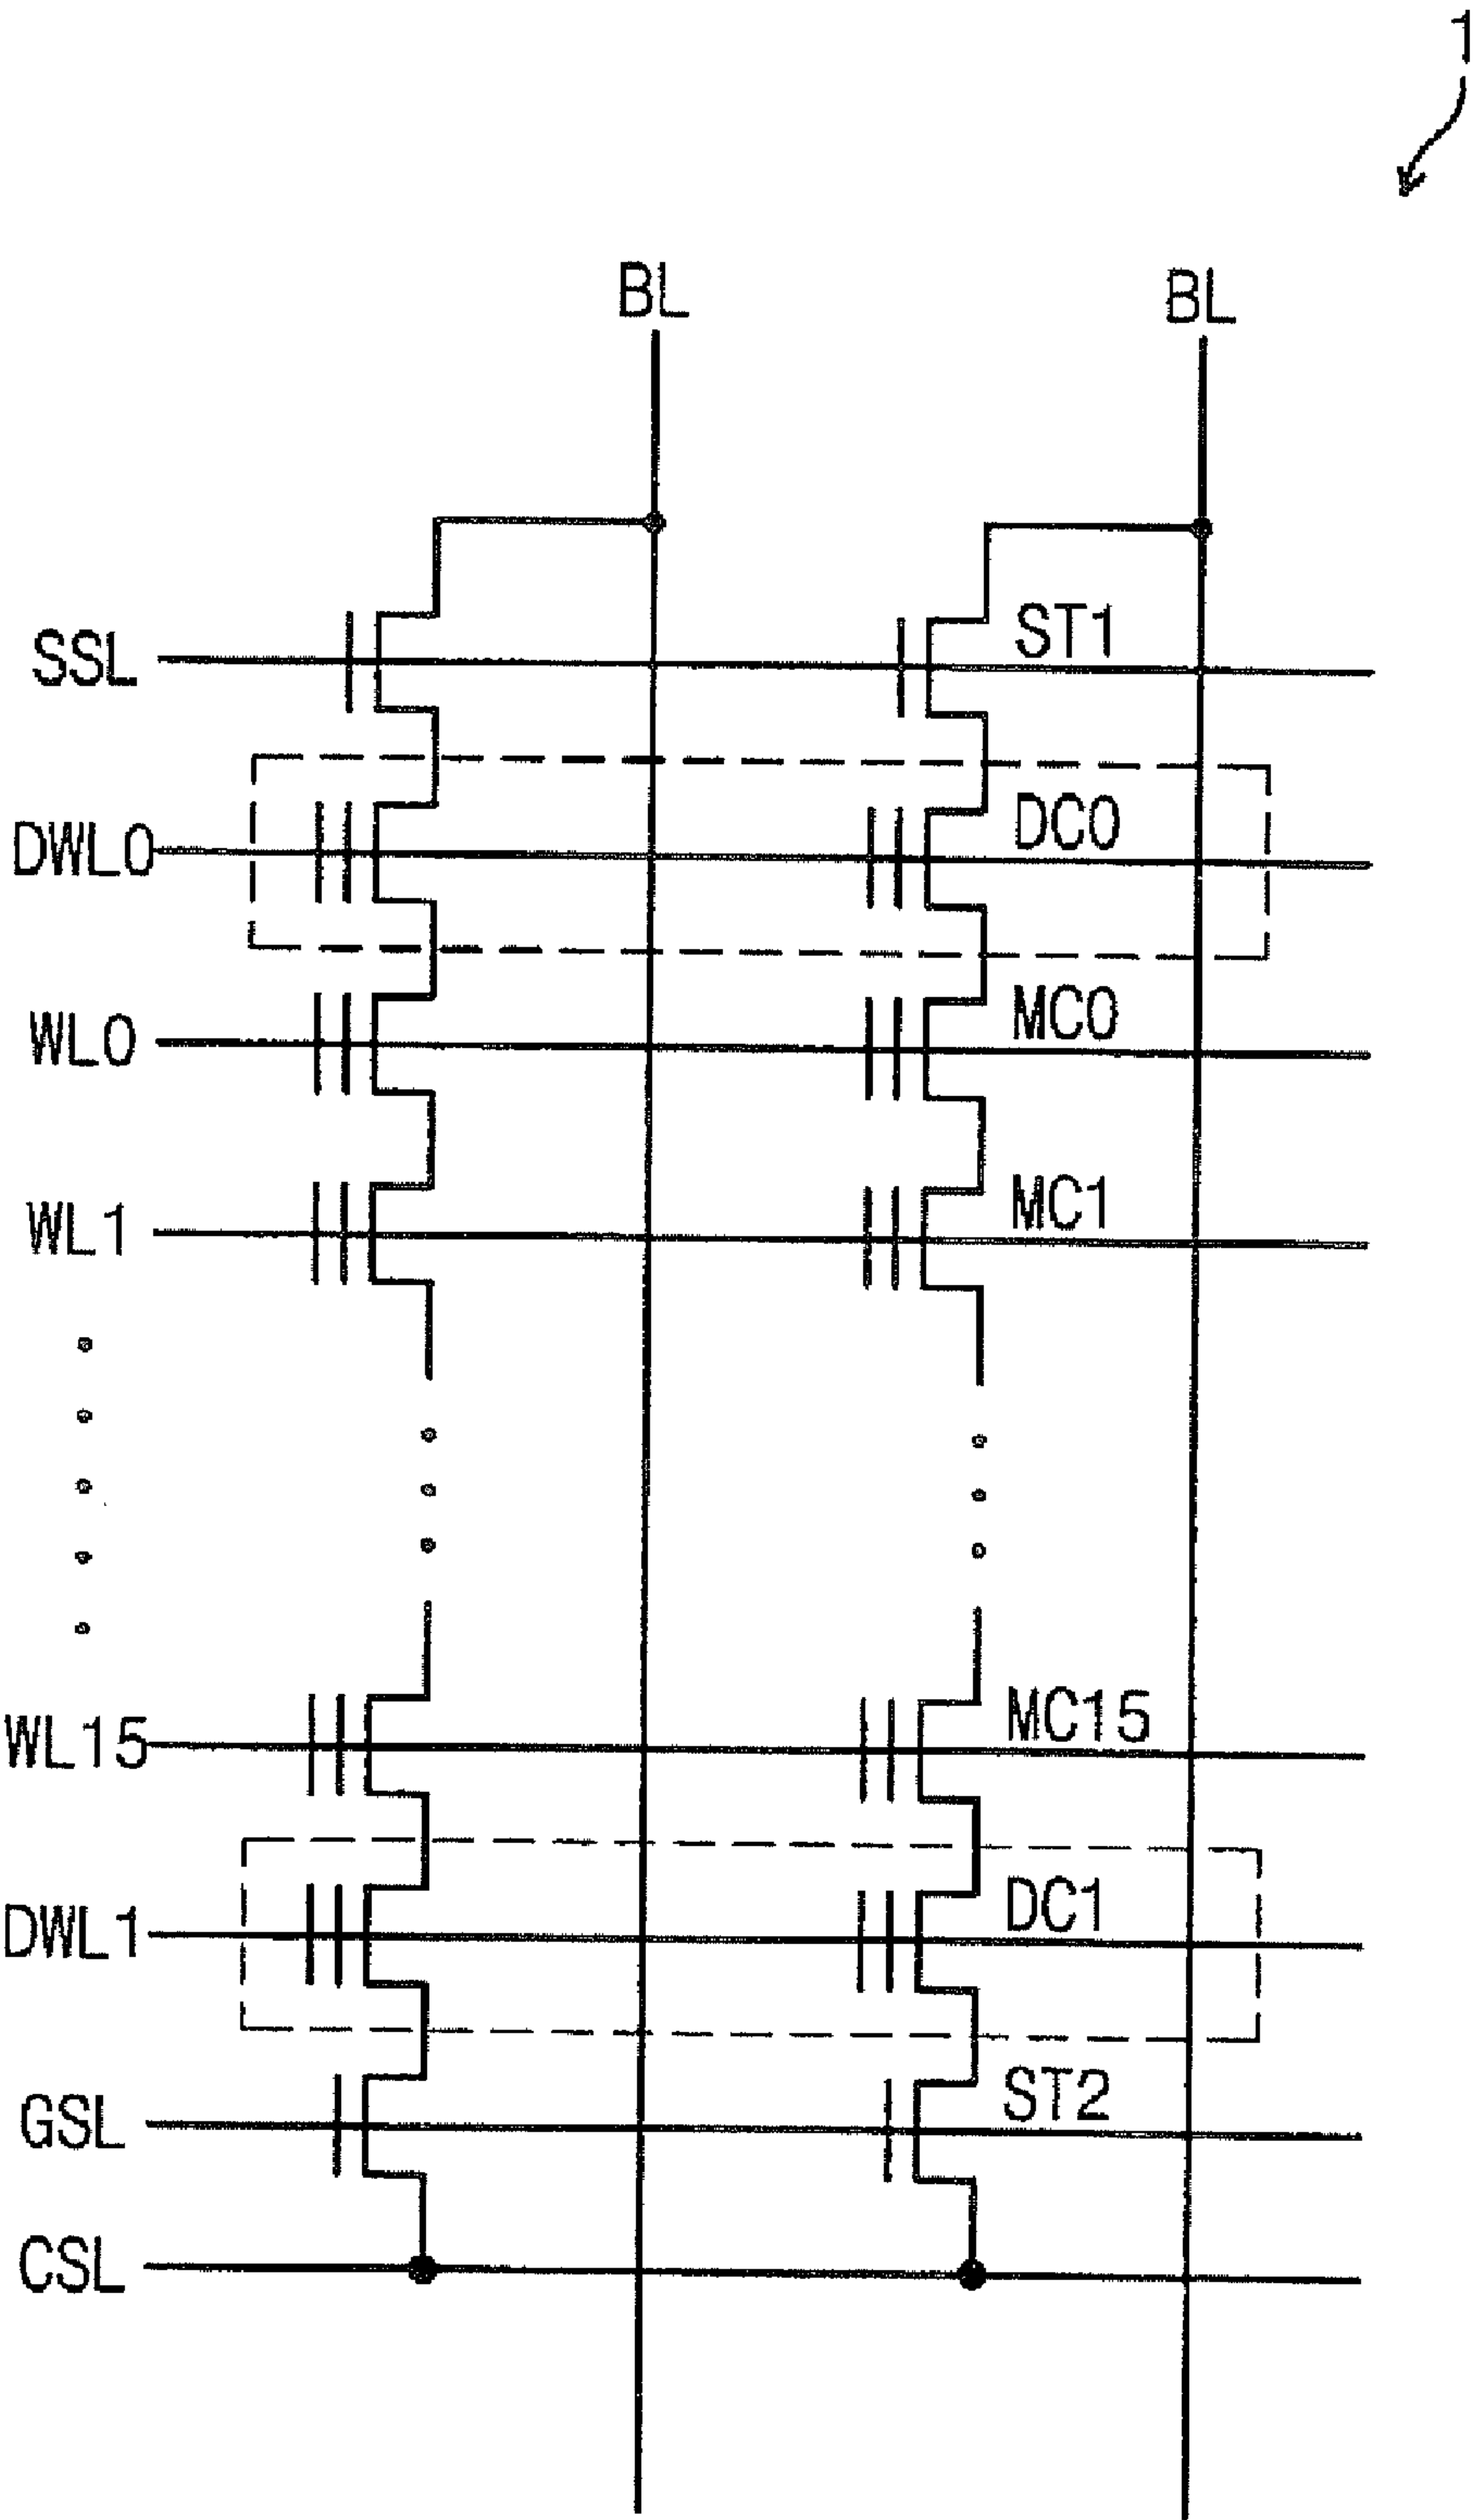 1
BL BL
SSL ST1
DWL0 DC0
WL0 MC0
WL1 MC1
WL15 MC15
DWL1 DC1
GSL ST2
CSL